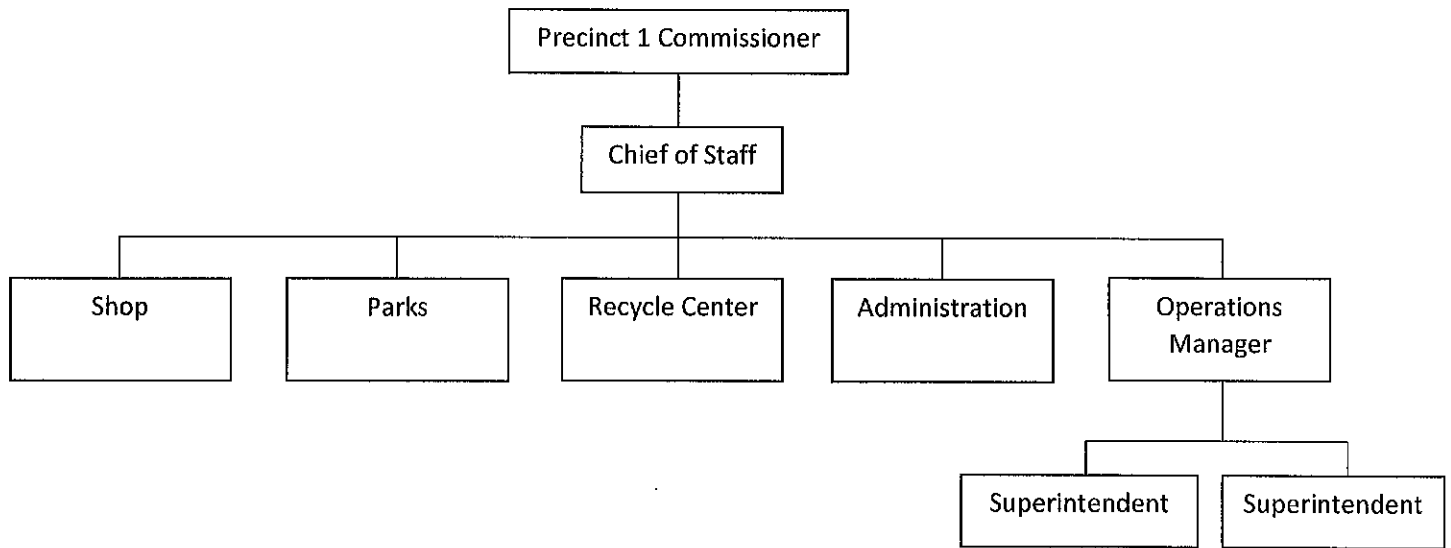 Precinct 1 Commissioner
Chief of Staff
Shop
Parks
Recycle Center
Administration
Operations
Manager
Superintendent
Superintendent